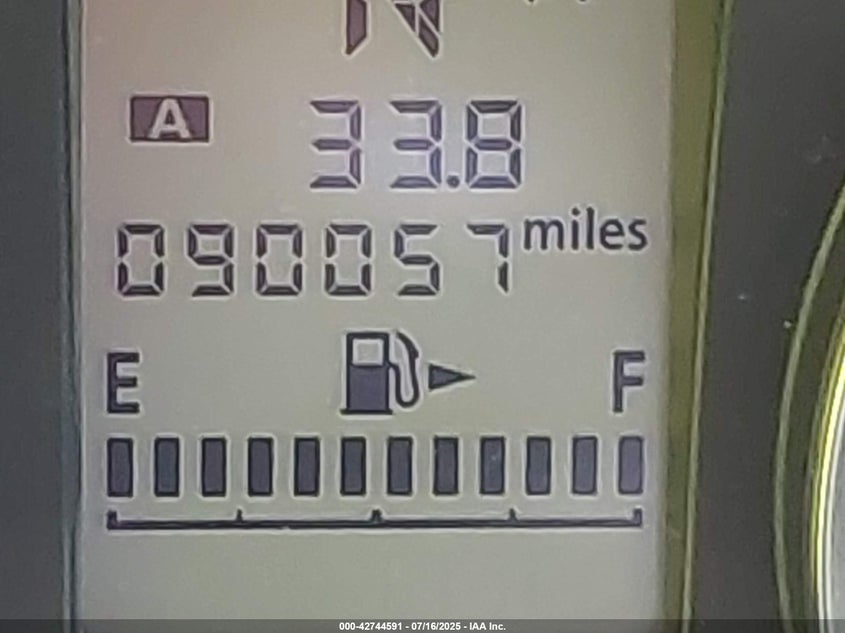 N
A 33.8
090057 miles
E F
000-42744591 - 07/16/2025 - IAA Inc.